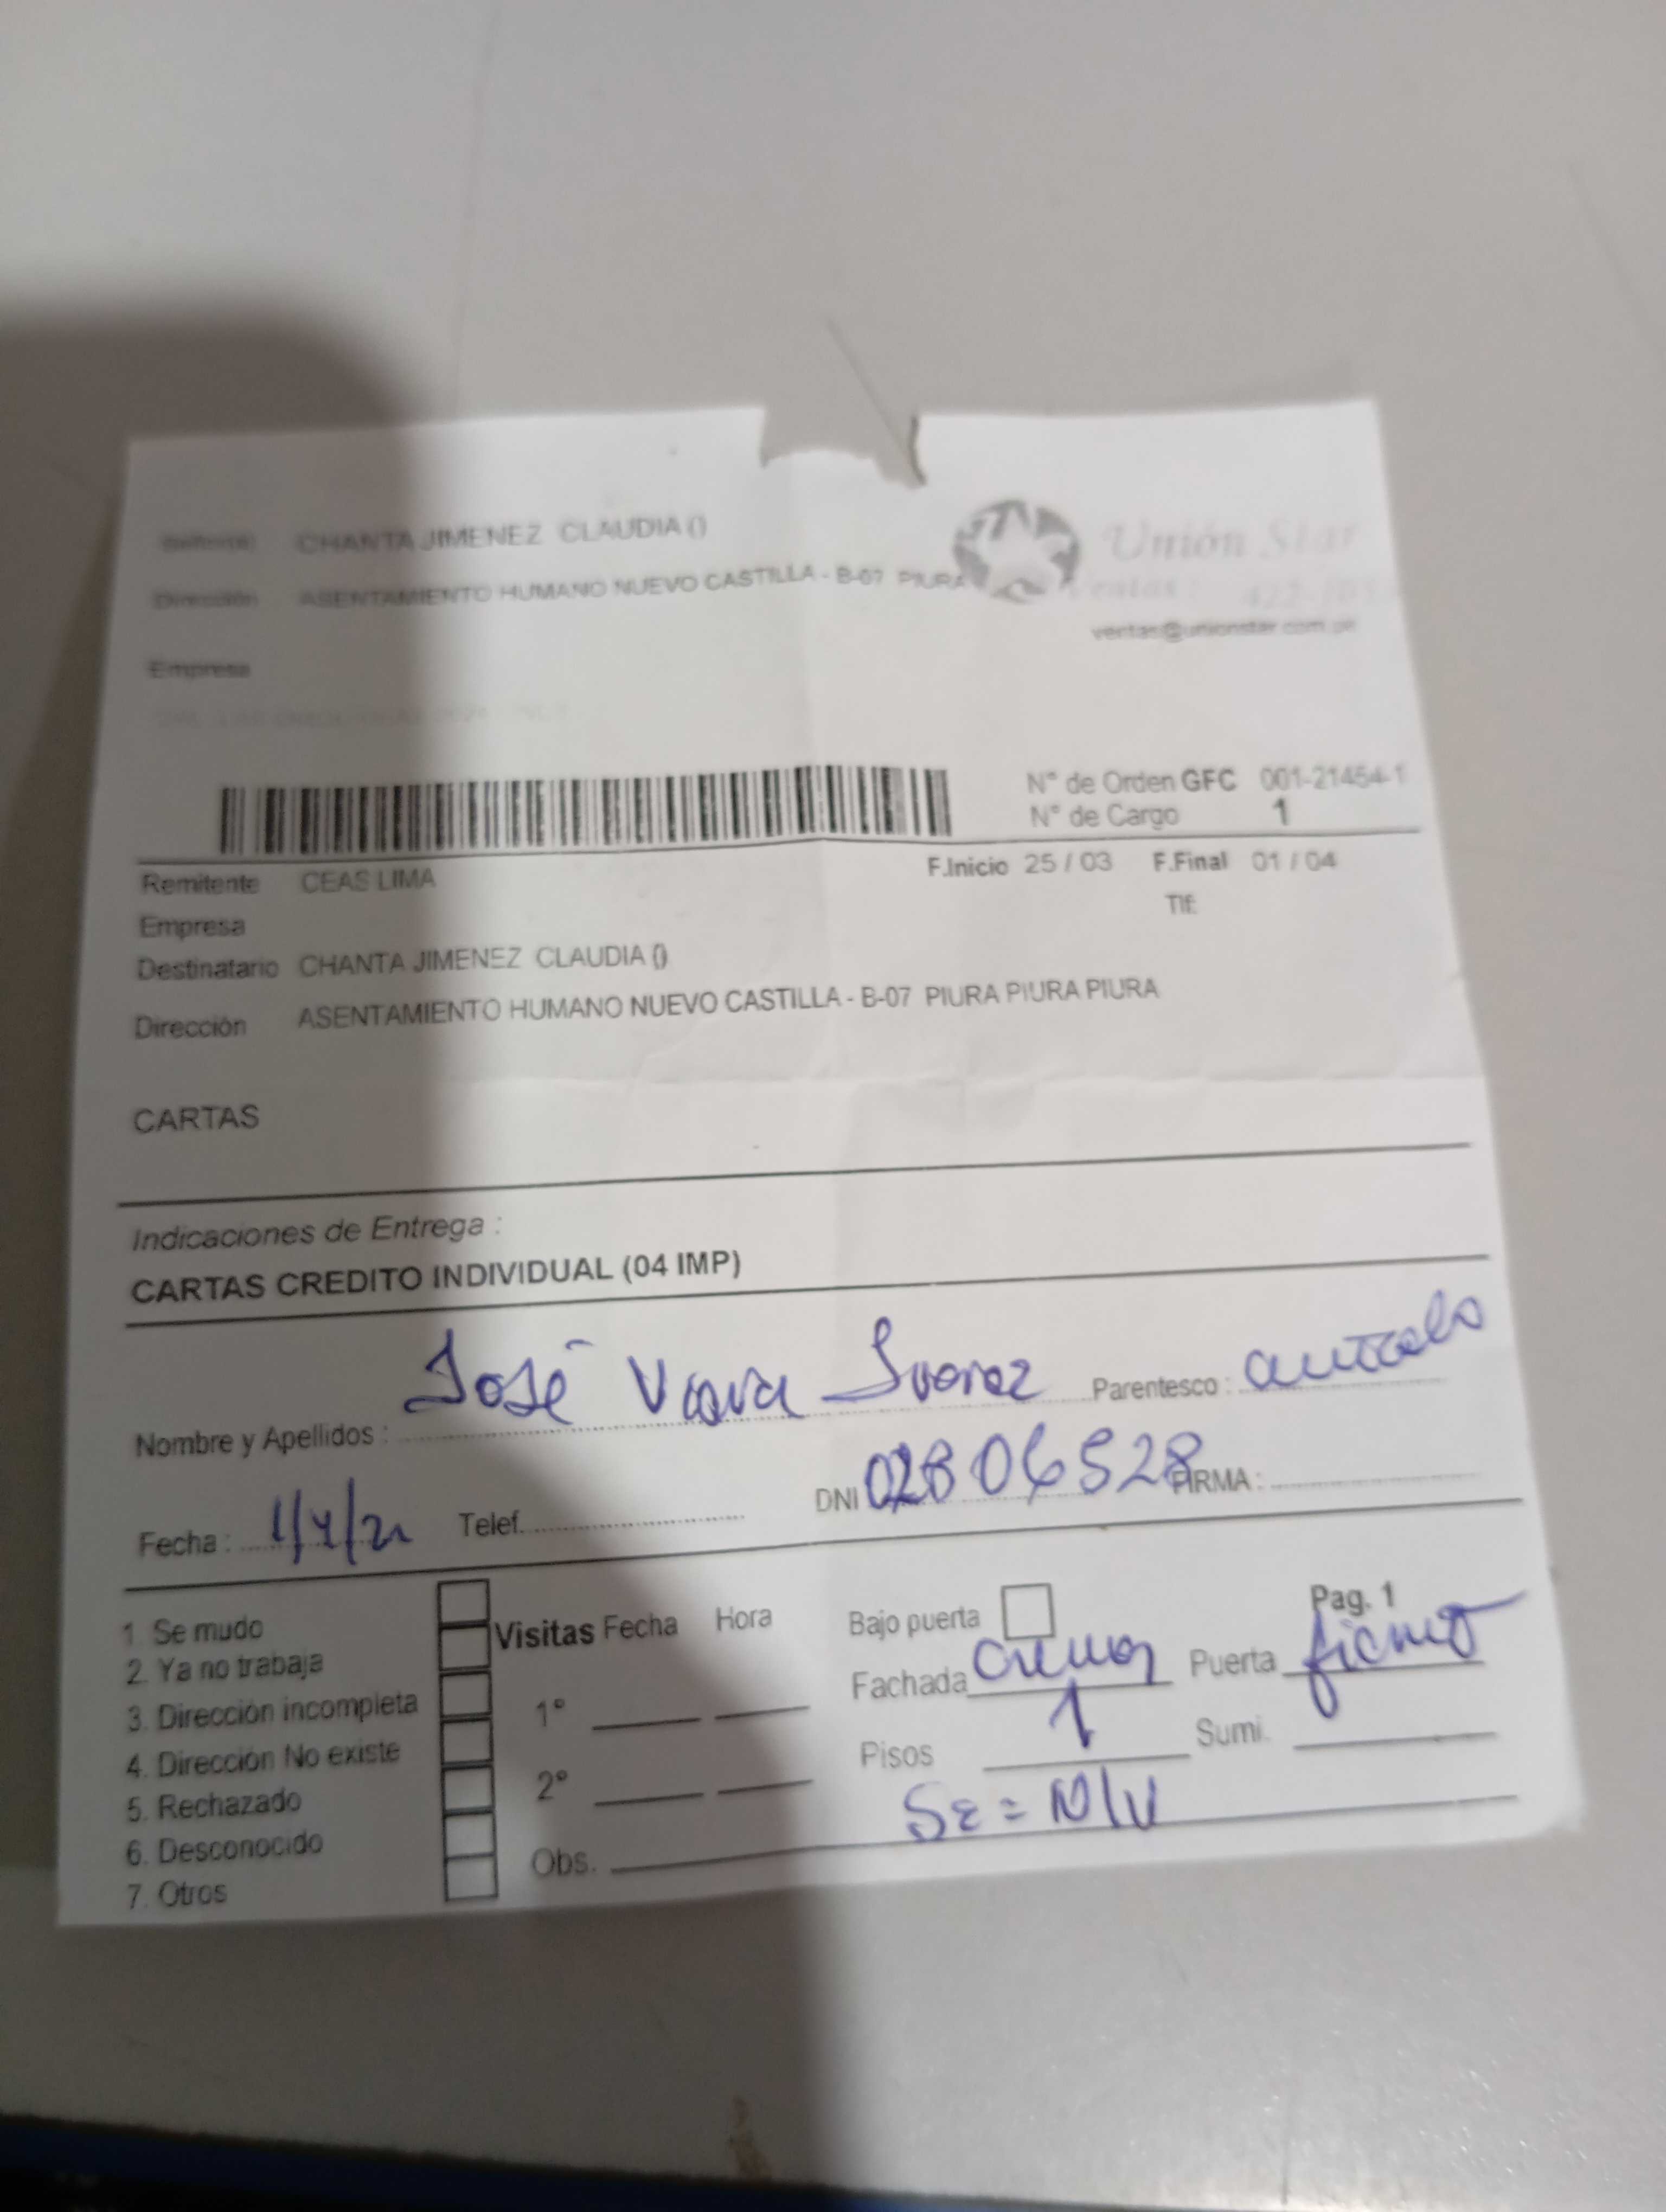 Señor(a) CHANTA JIMENEZ CLAUDIA ()
Dirección ASENTAMIENTO HUMANO NUEVO CASTILLA - B-07 PIURA
Unión Star
ventas@unionstar.com.pe
Empresa
N° de Orden GFC 001-21454-1
N° de Cargo 1
Remitente CEAS LIMA
F.Inicio 25 / 03 F.Final 01 / 04
Empresa
Destinatario CHANTA JIMENEZ CLAUDIA ()
Dirección ASENTAMIENTO HUMANO NUEVO CASTILLA - B-07 PIURA PIURA PIURA
CARTAS
Indicaciones de Entrega :
CARTAS CREDITO INDIVIDUAL (04 IMP)
Nombre y Apellidos : José Suarez Parentesco :
Fecha : Telef. DNI 02806528 FIRMA :
1. Se mudo
2. Ya no trabaja
3. Dirección incompleta
4. Dirección No existe
5. Rechazado
6. Desconocido
7. Otros
Visitas Fecha Hora
1°
2°
Obs.
Bajo puerta
Pag. 1
Fachada crema Puerta fierro
Pisos 1 Sumi.
Se = N/V